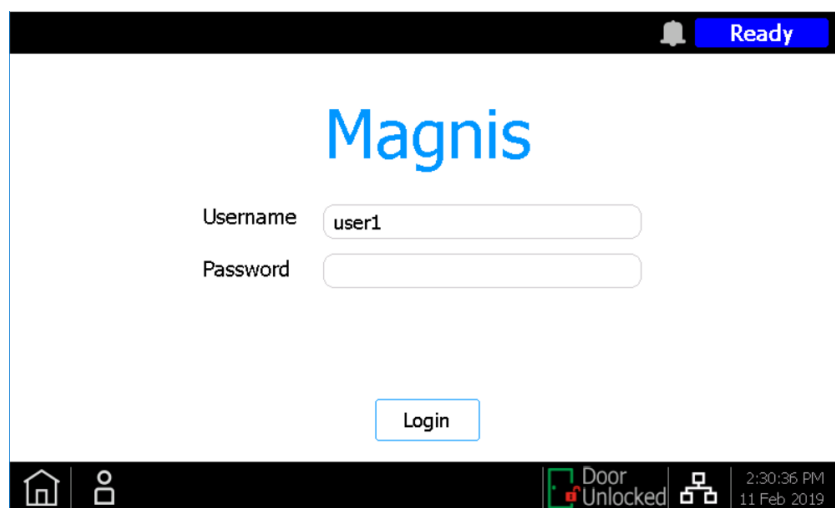 Ready
Magnis
Username
user1
Password
Login
Door
Unlocked
2:30:36 PM
11 Feb 2019